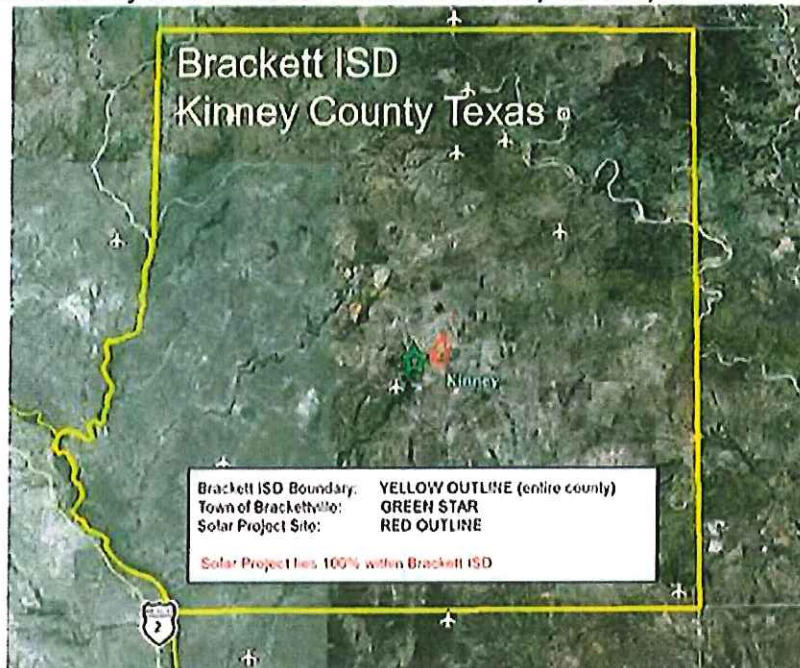 Brackett ISD
Kinney County Texas
Kinney
Brackett ISD Boundary: YELLOW OUTLINE (entire county)
Town of Brackettville: GREEN STAR
Solar Project Site: RED OUTLINE
Solar Project lies 100% within Brackett ISD
2